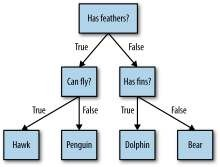 Has feathers?
True
False
Can fly?
Has fins?
True
False
True
False
Hawk
Penguin
Dolphin
Bear